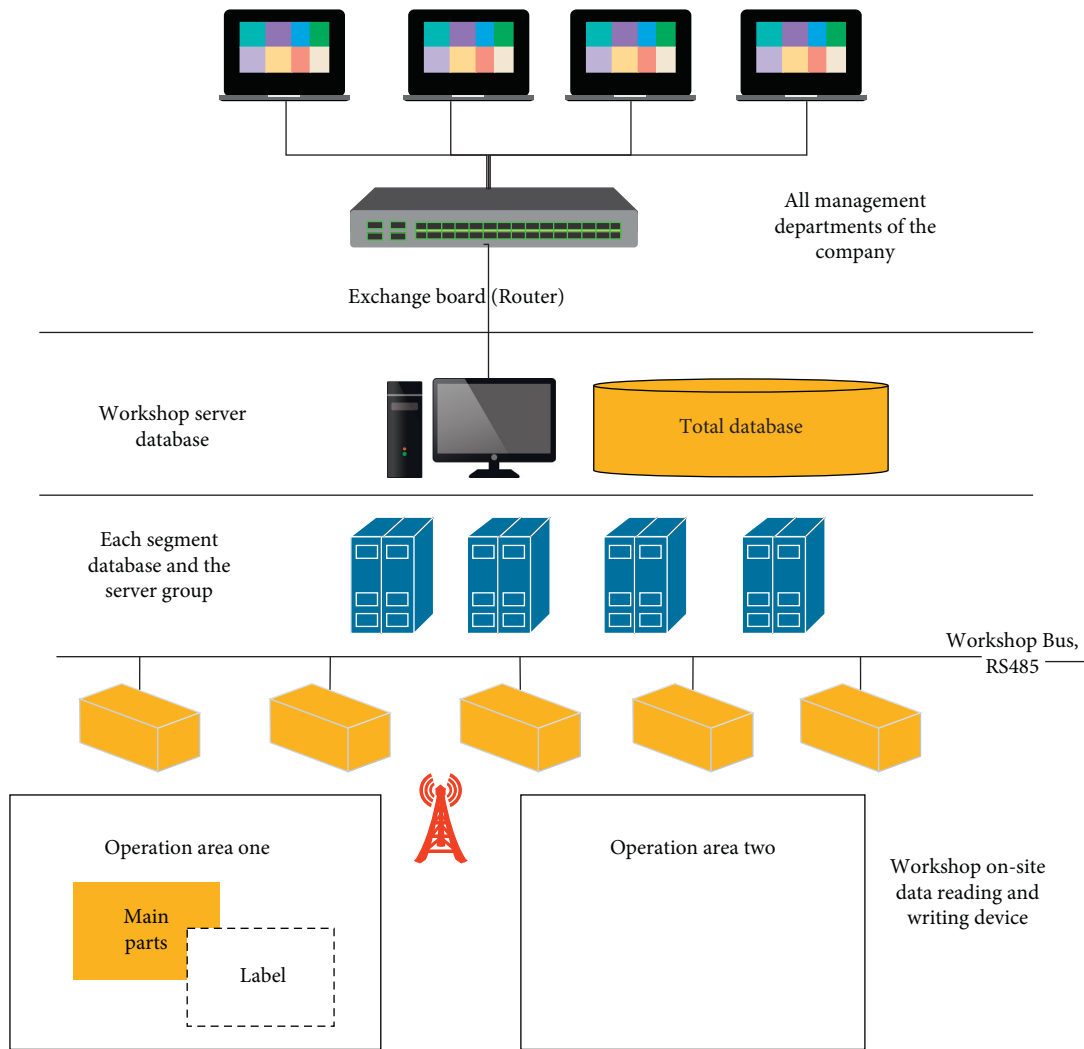 All management
departments of the
company
Exchange board (Router)
Workshop server
database
Total database
Each segment
database and the
server group
Workshop Bus,
RS485
Operation area one
Main
parts
Label
Operation area two
Workshop on-site
data reading and
writing device